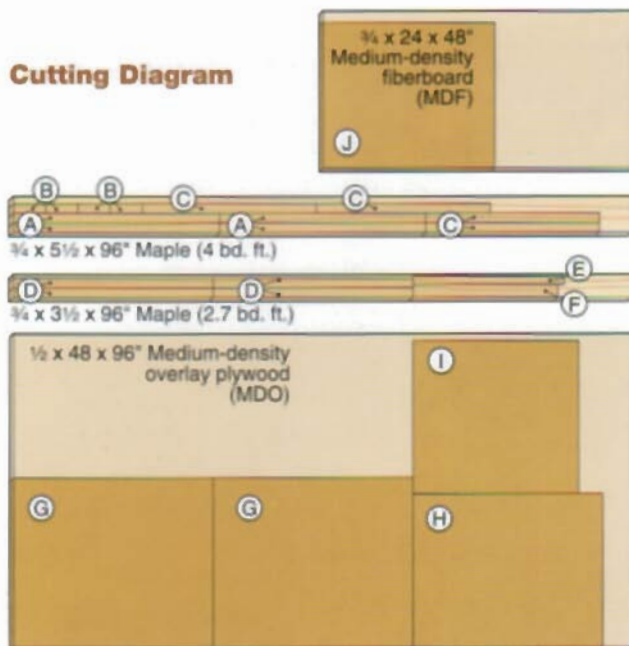 Cutting Diagram
¾ x 24 x 48"
Medium-density
fiberboard
(MDF)
J
B B C C
A A C
¾ x 5½ x 96" Maple (4 bd. ft.)
E
D D
F
¾ x 3½ x 96" Maple (2.7 bd. ft.)
½ x 48 x 96" Medium-density
overlay plywood
(MDO)
I
G G H